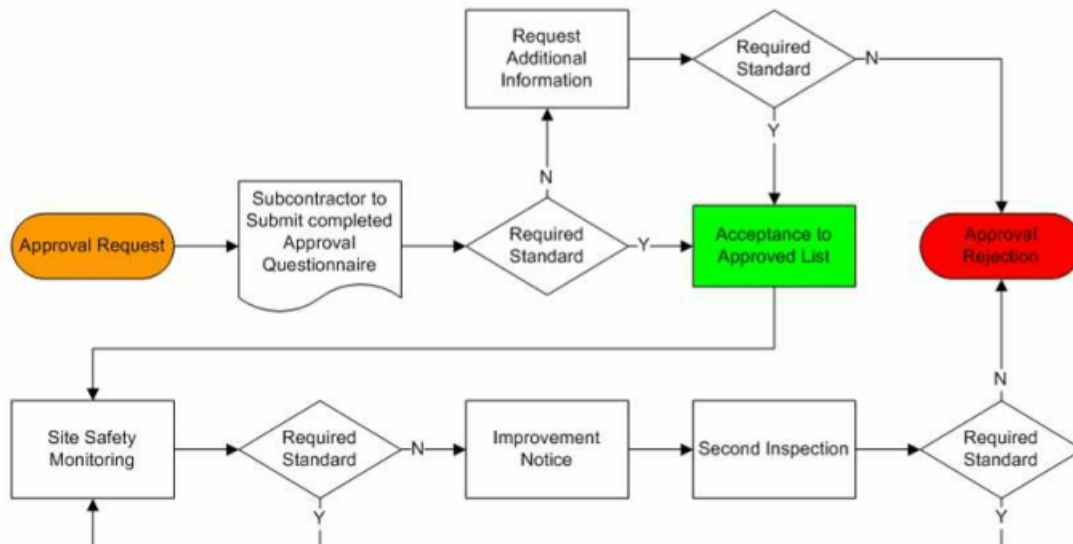 Request
Additional
Information
Required
Standard
N
Y
N
Approval Request
Subcontractor to
Submit completed
Approval
Questionnaire
Required
Standard
Y
Acceptance to
Approved List
Approval
Rejection
N
Site Safety
Monitoring
Required
Standard
N
Improvement
Notice
Second Inspection
Required
Standard
Y
Y